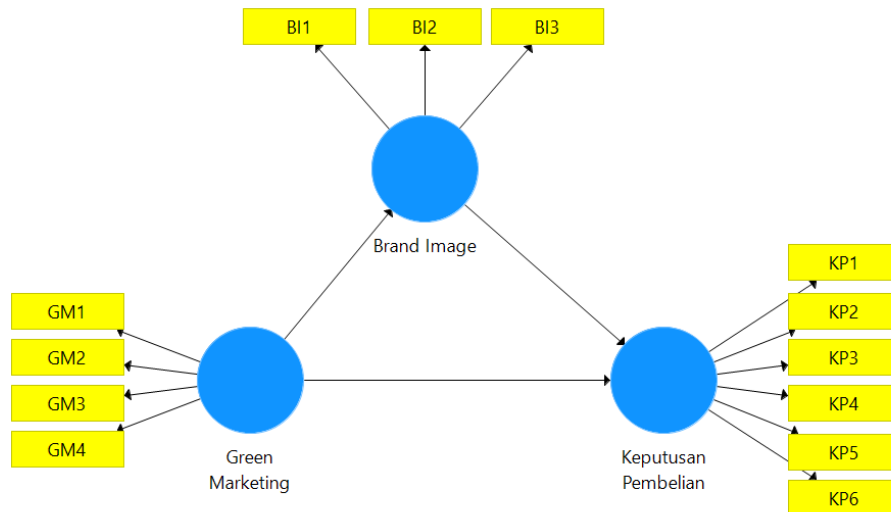 BI1
BI2
BI3
Brand Image
GM1
GM2
GM3
GM4
Green
Marketing
KP1
KP2
KP3
KP4
KP5
KP6
Keputusan
Pembelian